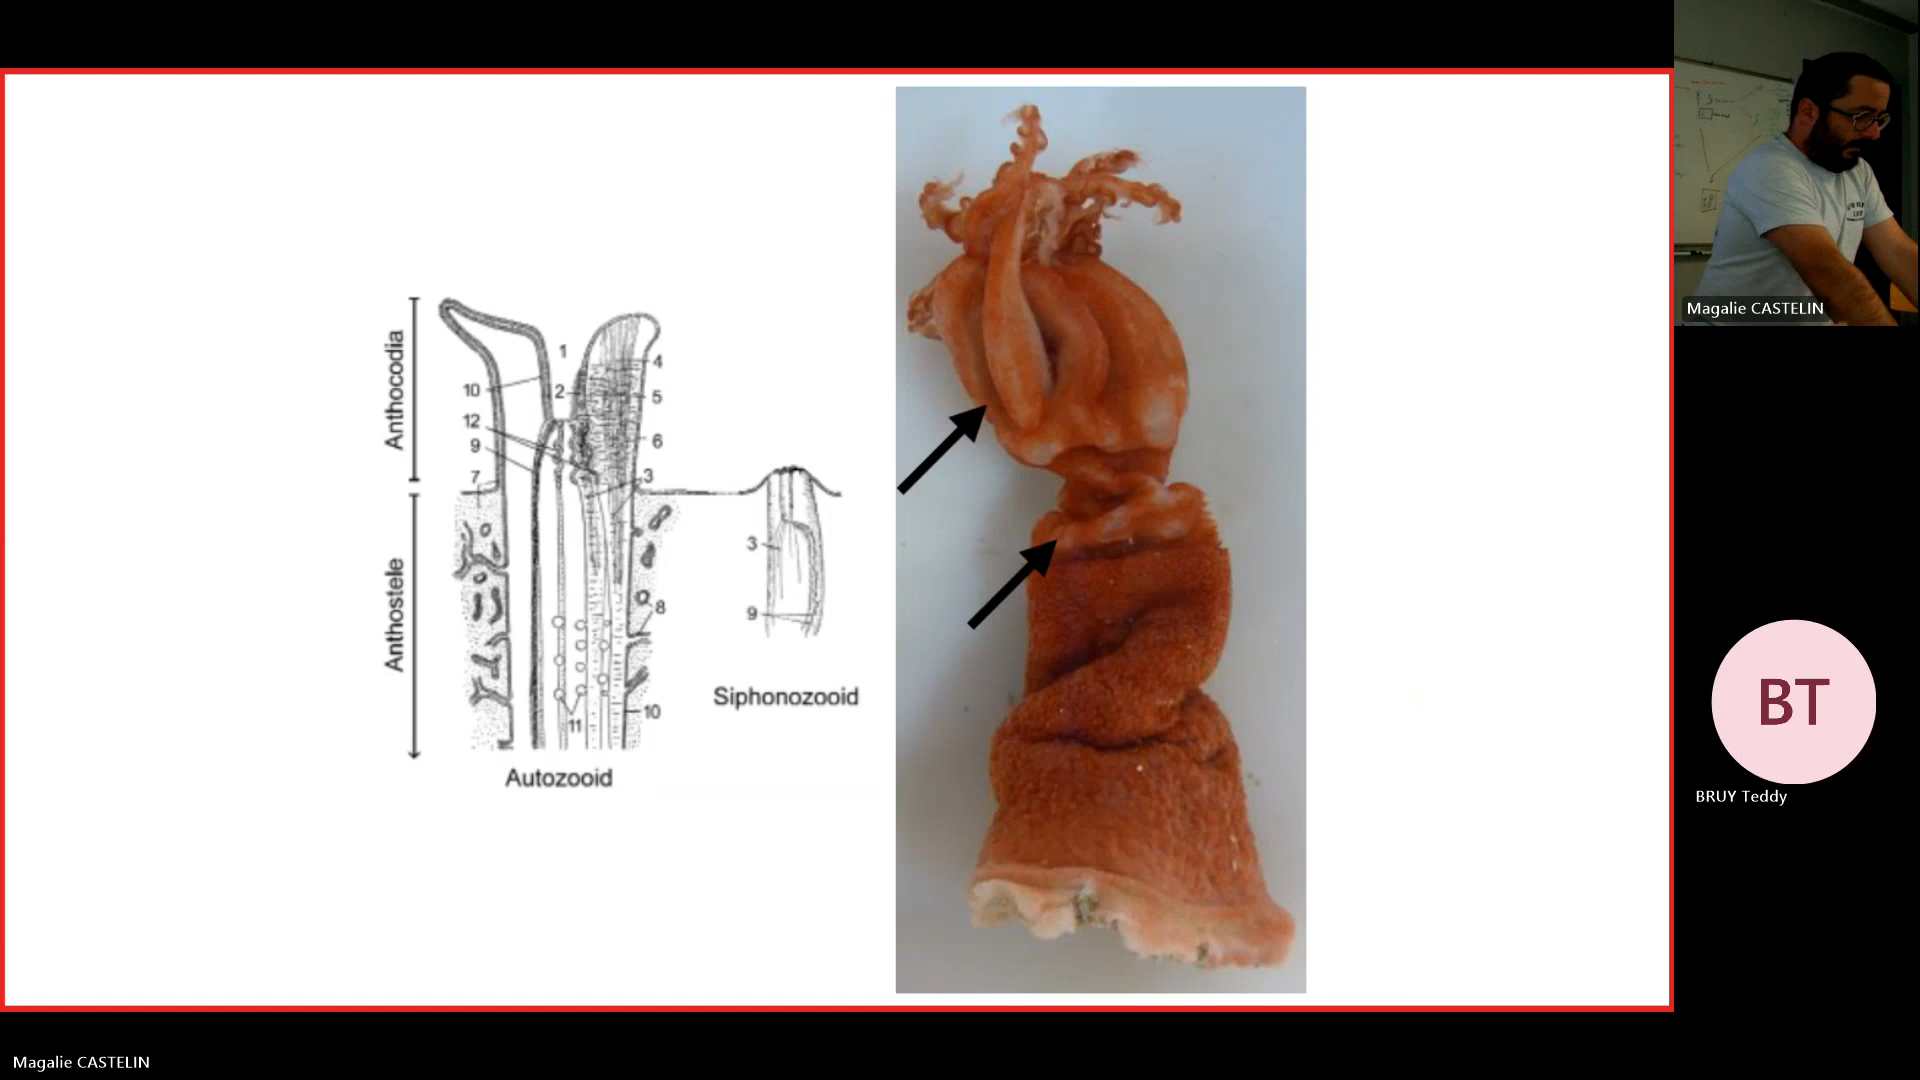 Anthocodia
Anthostele
1
2
10
12
9
7
4
5
6
3
8
10
11
Autozooid
3
9
Siphonozooid
Magalie CASTELIN
BT
BRUY Teddy
Magalie CASTELIN